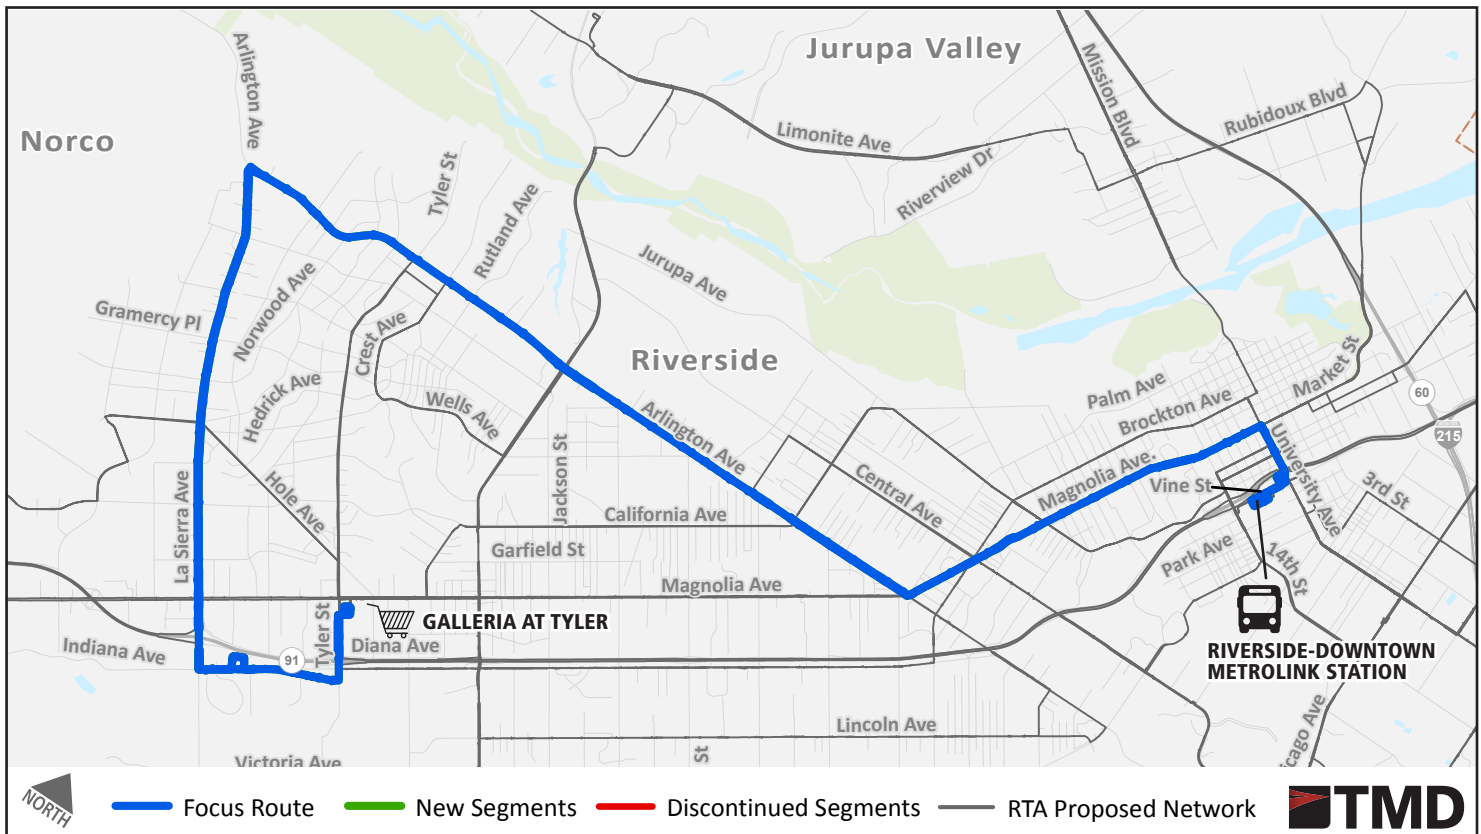 Arlington Ave
Jurupa Valley
Mission Blvd
Rubidoux Blvd
Norco
Limonite Ave
Tyler St
Rutland Ave
Riverview Dr
Jurupa Ave
Norwood Ave
Gramercy Pl
Crest Ave
Riverside
Market St
Palm Ave
Brockton Ave
60
215
Hedrick Ave
Wells Ave
Arlington Ave
University Ave
Jackson St
Central Ave
Magnolia Ave.
Vine St
3rd St
La Sierra Ave
Hole Ave
California Ave
Garfield St
Park Ave
14th St
Magnolia Ave
Tyler St
GALLERIA AT TYLER
Diana Ave
Indiana Ave
91
RIVERSIDE-DOWNTOWN
METROLINK STATION
Lincoln Ave
St
Victoria Ave
icago Ave
NORTH
Focus Route
New Segments
Discontinued Segments
RTA Proposed Network
TMD